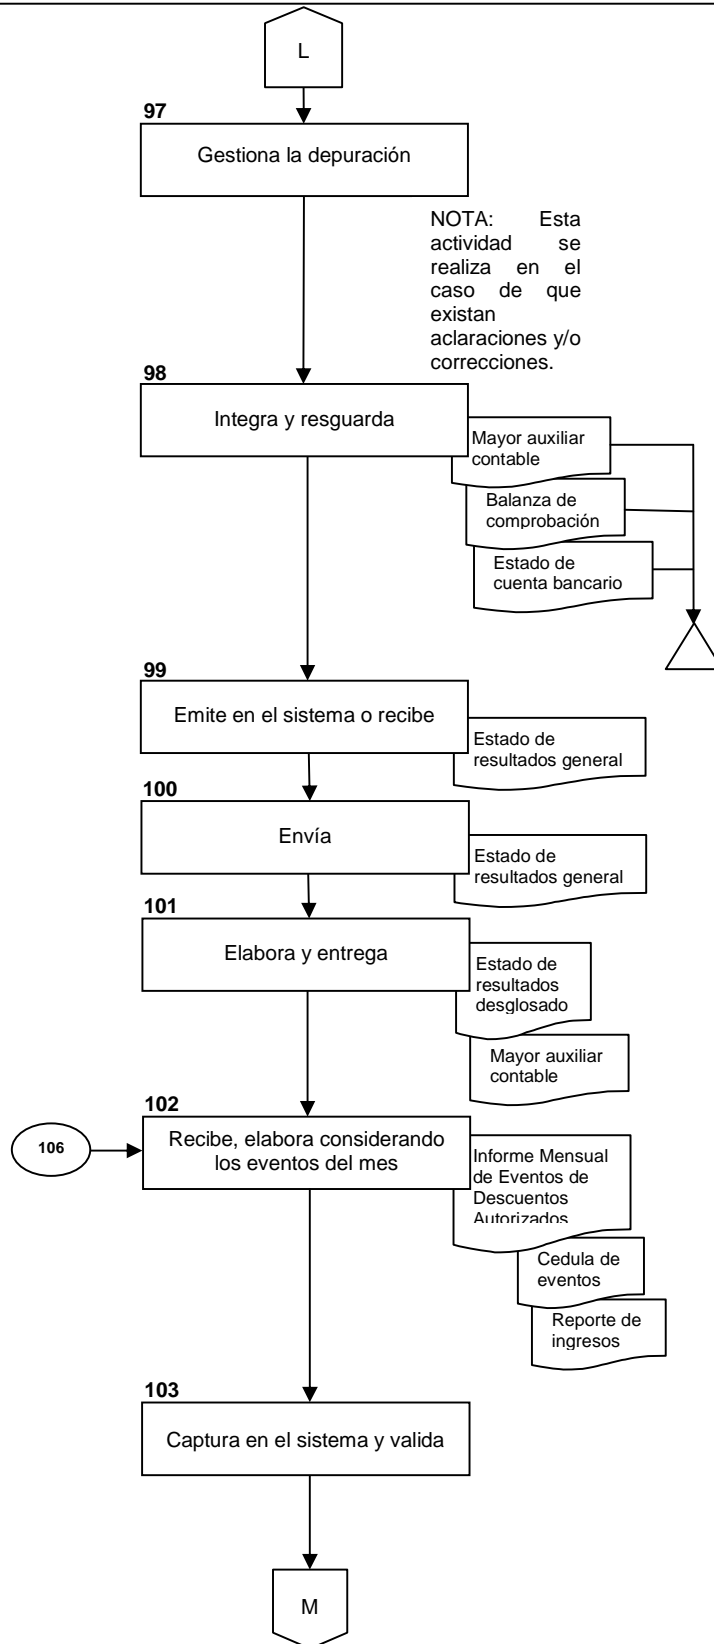 L
97
Gestiona la depuración
NOTA: Esta
actividad se
realiza en el
caso de que
existan
aclaraciones y/o
correcciones.
98
Integra y resguarda
Mayor auxiliar
contable
Balanza de
comprobación
Estado de
cuenta bancario
99
Emite en el sistema o recibe
Estado de
resultados general
100
Envía
Estado de
resultados general
101
Elabora y entrega
Estado de
resultados
desglosado
Mayor auxiliar
contable
102
106
Recibe, elabora considerando
los eventos del mes
Informe Mensual
de Eventos de
Descuentos
Autorizados
Cedula de
eventos
Reporte de
ingresos
103
Captura en el sistema y valida
M